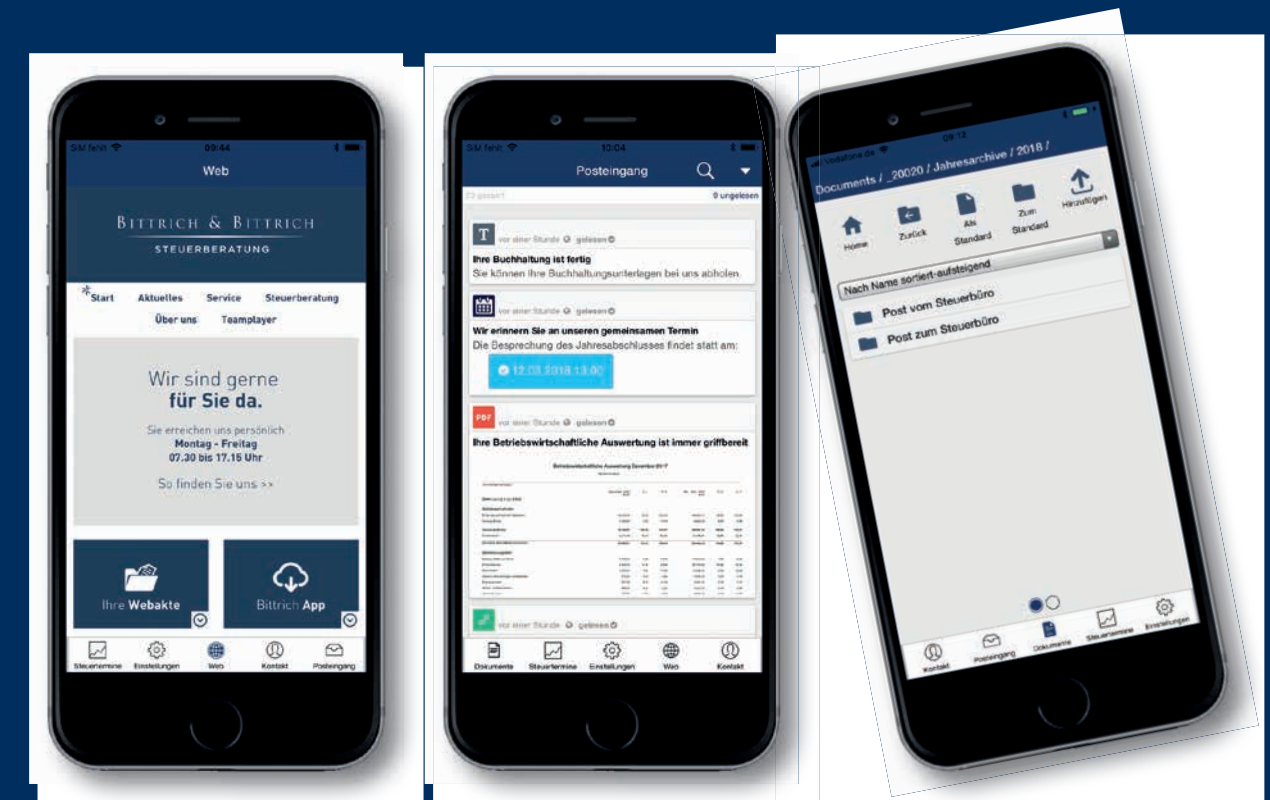 SIM fehlt 09:44
Web
BITTRICH & BITTRICH
STEUERBERATUNG
Start Aktuelles Service Steuerberatung
Über uns Teamplayer
Wir sind gerne
für Sie da.
Sie erreichen uns persönlich
Montag - Freitag
07.30 bis 17.15 Uhr
So finden Sie uns >>
Ihre Webakte
Bittrich App
Steuertermine Einstellungen Web Kontakt Posteingang
SIM fehlt 10:04
Posteingang
9 ungelesen
T vor einer Stunde gelesen
Ihre Buchhaltung ist fertig
Sie können Ihre Buchhaltungsunterlagen bei uns abholen.
vor einer Stunde gelesen
Wir erinnern Sie an unseren gemeinsamen Termin
Die Besprechung des Jahresabschlusses findet statt am:
12.03.2018 13:00
PDF vor einer Stunde gelesen
Ihre Betriebswirtschaftliche Auswertung ist immer griffbereit
Betriebswirtschaftliche Auswertung Dezember 2017
vor einer Stunde gelesen
Dokumente Steuertermine Einstellungen Web Kontakt
Vodafone.de 09:12
Documents / _20020 / Jahresarchive / 2018 /
Home
Zurück
Als
Standard
Zum
Standard
Hinzufügen
Nach Name sortiert-aufsteigend
Post vom Steuerbüro
Post zum Steuerbüro
Kontakt Posteingang Dokumente Steuertermine Einstellungen